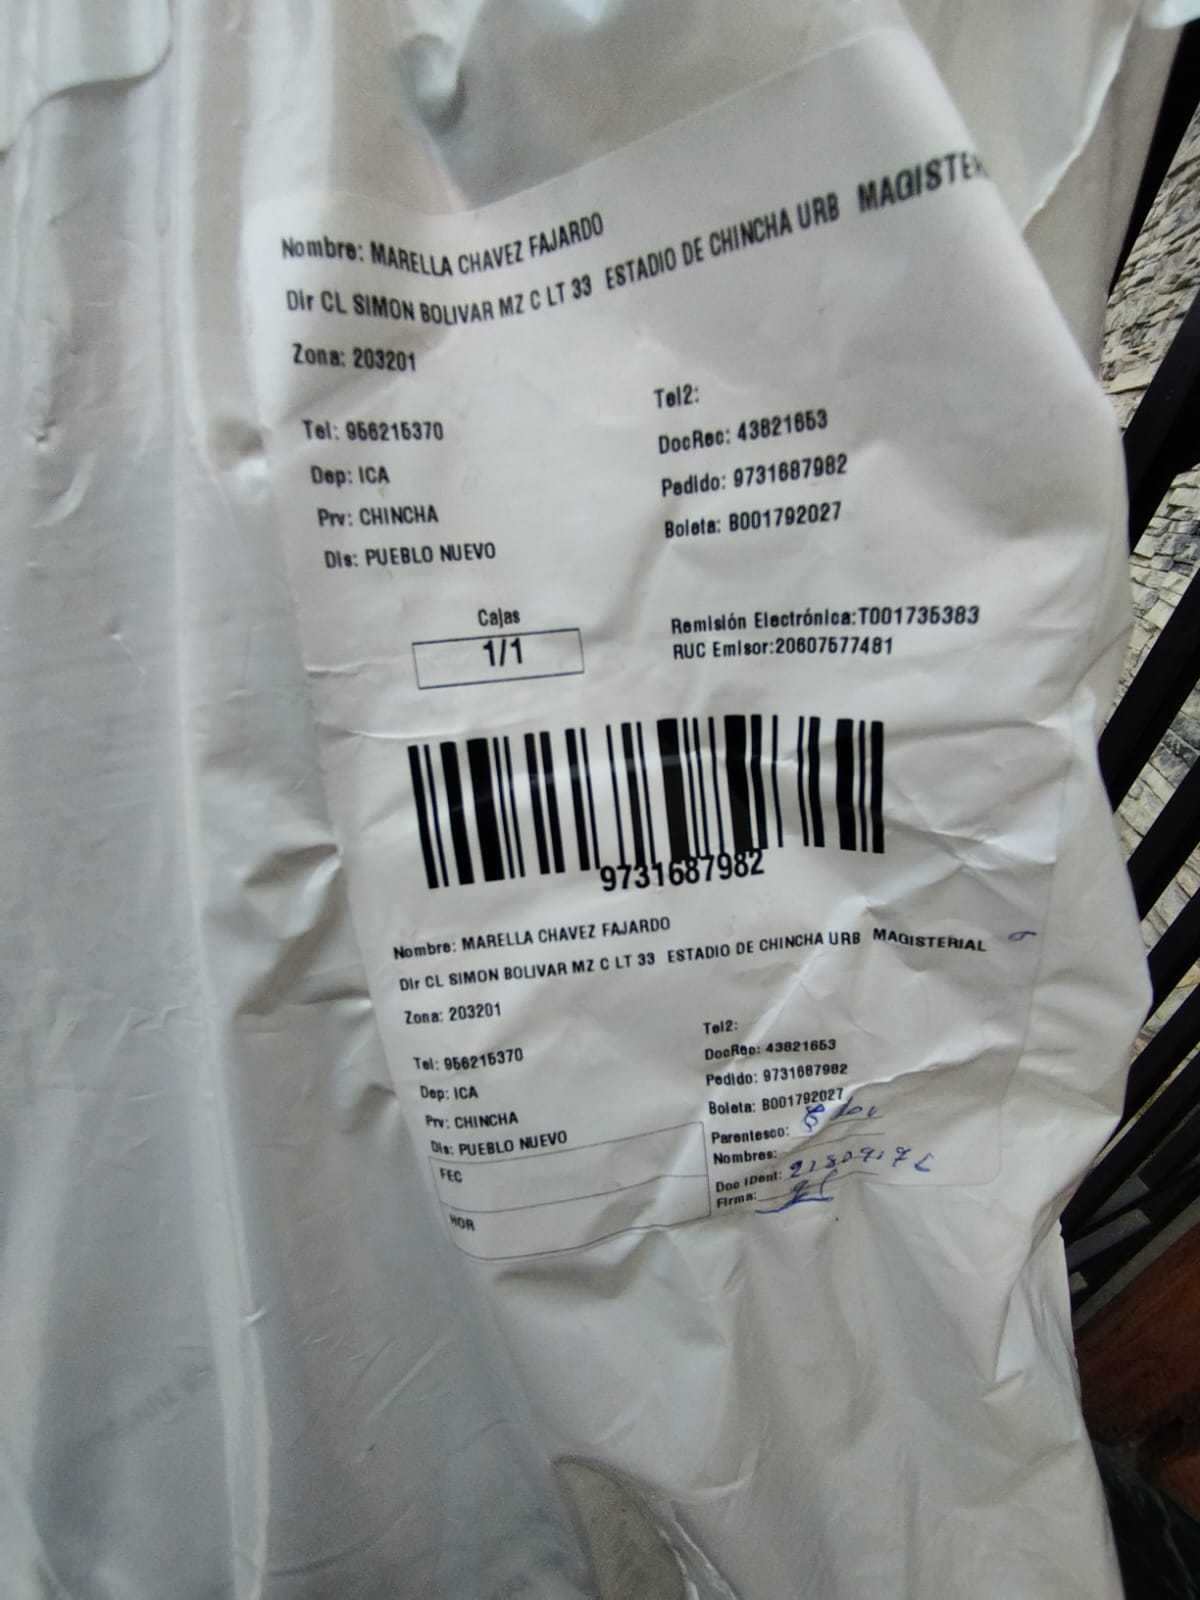 Nombre: MARELLA CHAVEZ FAJARDO
Dir CL SIMON BOLIVAR MZ C LT 33 ESTADIO DE CHINCHA URB MAGISTE
Zona: 203201
Tel2:
Tel: 956215370
DocRec: 43821653
Dep: ICA
Pedido: 9731687982
Prv: CHINCHA
Boleta: B001792027
Dis: PUEBLO NUEVO
Cajas
1/1
Remisión Electrónica:T001735383
RUC Emisor:20607577481
9731687982
Nombre: MARELLA CHAVEZ FAJARDO
Dir CL SIMON BOLIVAR MZ C LT 33 ESTADIO DE CHINCHA URB MAGISTERIAL
Zona: 203201
Tel2:
Tel: 956215370
DocRec: 43821653
Dep: ICA
Pedido: 9731687982
Prv: CHINCHA
Boleta: B001792027
Dis: PUEBLO NUEVO
Parentesco:
FEC
Nombres:
Doc IDent:
Firma:
HOR